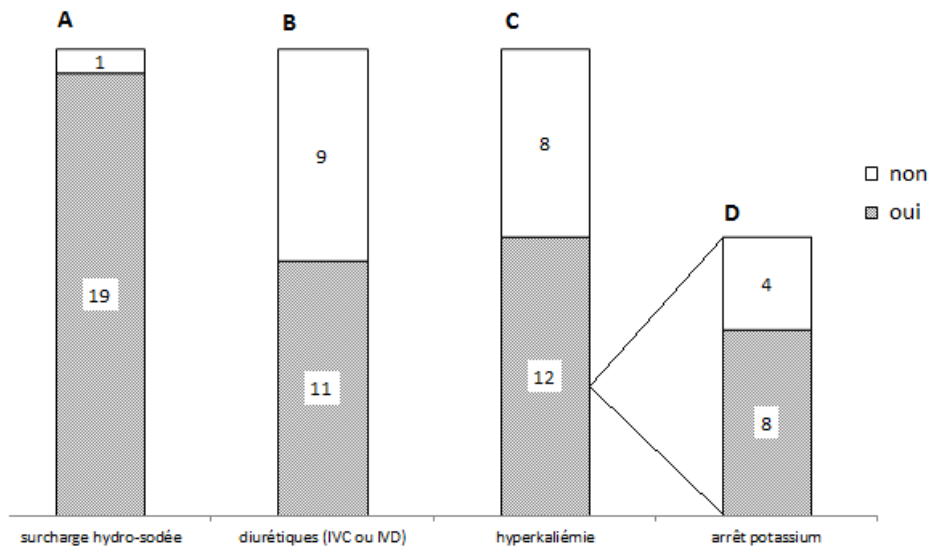 A
B
C
1
9
8
non
oui
D
4
19
11
12
8
surcharge hydro-sodée
diurétiques (IVC ou IVD)
hyperkaliémie
arrêt potassium